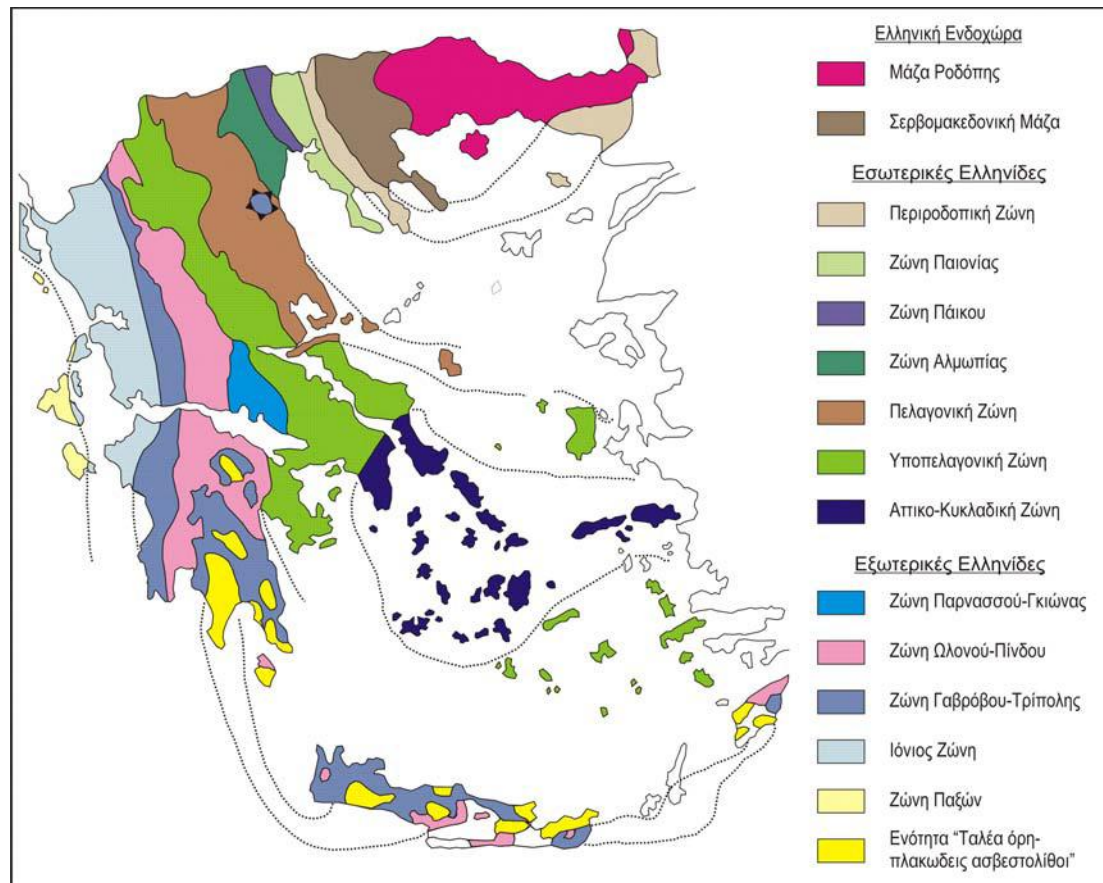 Ελληνική Ενδοχώρα
Μάζα Ροδόπης
Σερβομακεδονική Μάζα
Εσωτερικές Ελληνίδες
Περιροδοπική Ζώνη
Ζώνη Παιονίας
Ζώνη Πάικου
Ζώνη Αλμωπίας
Πελαγονική Ζώνη
Υποπελαγονική Ζώνη
Αττικο-Κυκλαδική Ζώνη
Εξωτερικές Ελληνίδες
Ζώνη Παρνασσού-Γκιώνας
Ζώνη Ωλονού-Πίνδου
Ζώνη Γαβρόβου-Τρίπολης
Ιόνιος Ζώνη
Ζώνη Παξών
Ενότητα “Ταλέα όρη-
πλακωδεις ασβεστολίθοι”